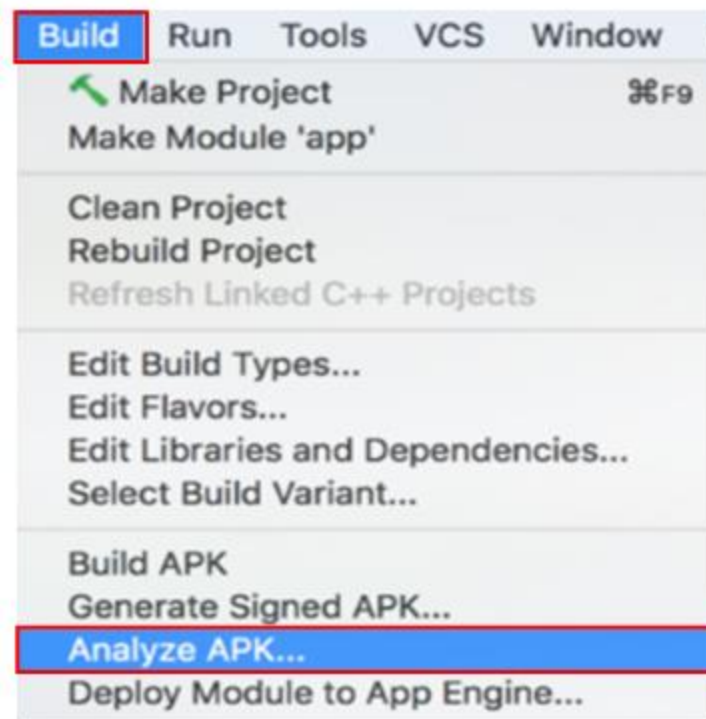 Build Run Tools VCS Window
Make Project ⌘F9
Make Module 'app'
Clean Project
Rebuild Project
Refresh Linked C++ Projects
Edit Build Types...
Edit Flavors...
Edit Libraries and Dependencies...
Select Build Variant...
Build APK
Generate Signed APK...
Analyze APK...
Deploy Module to App Engine...